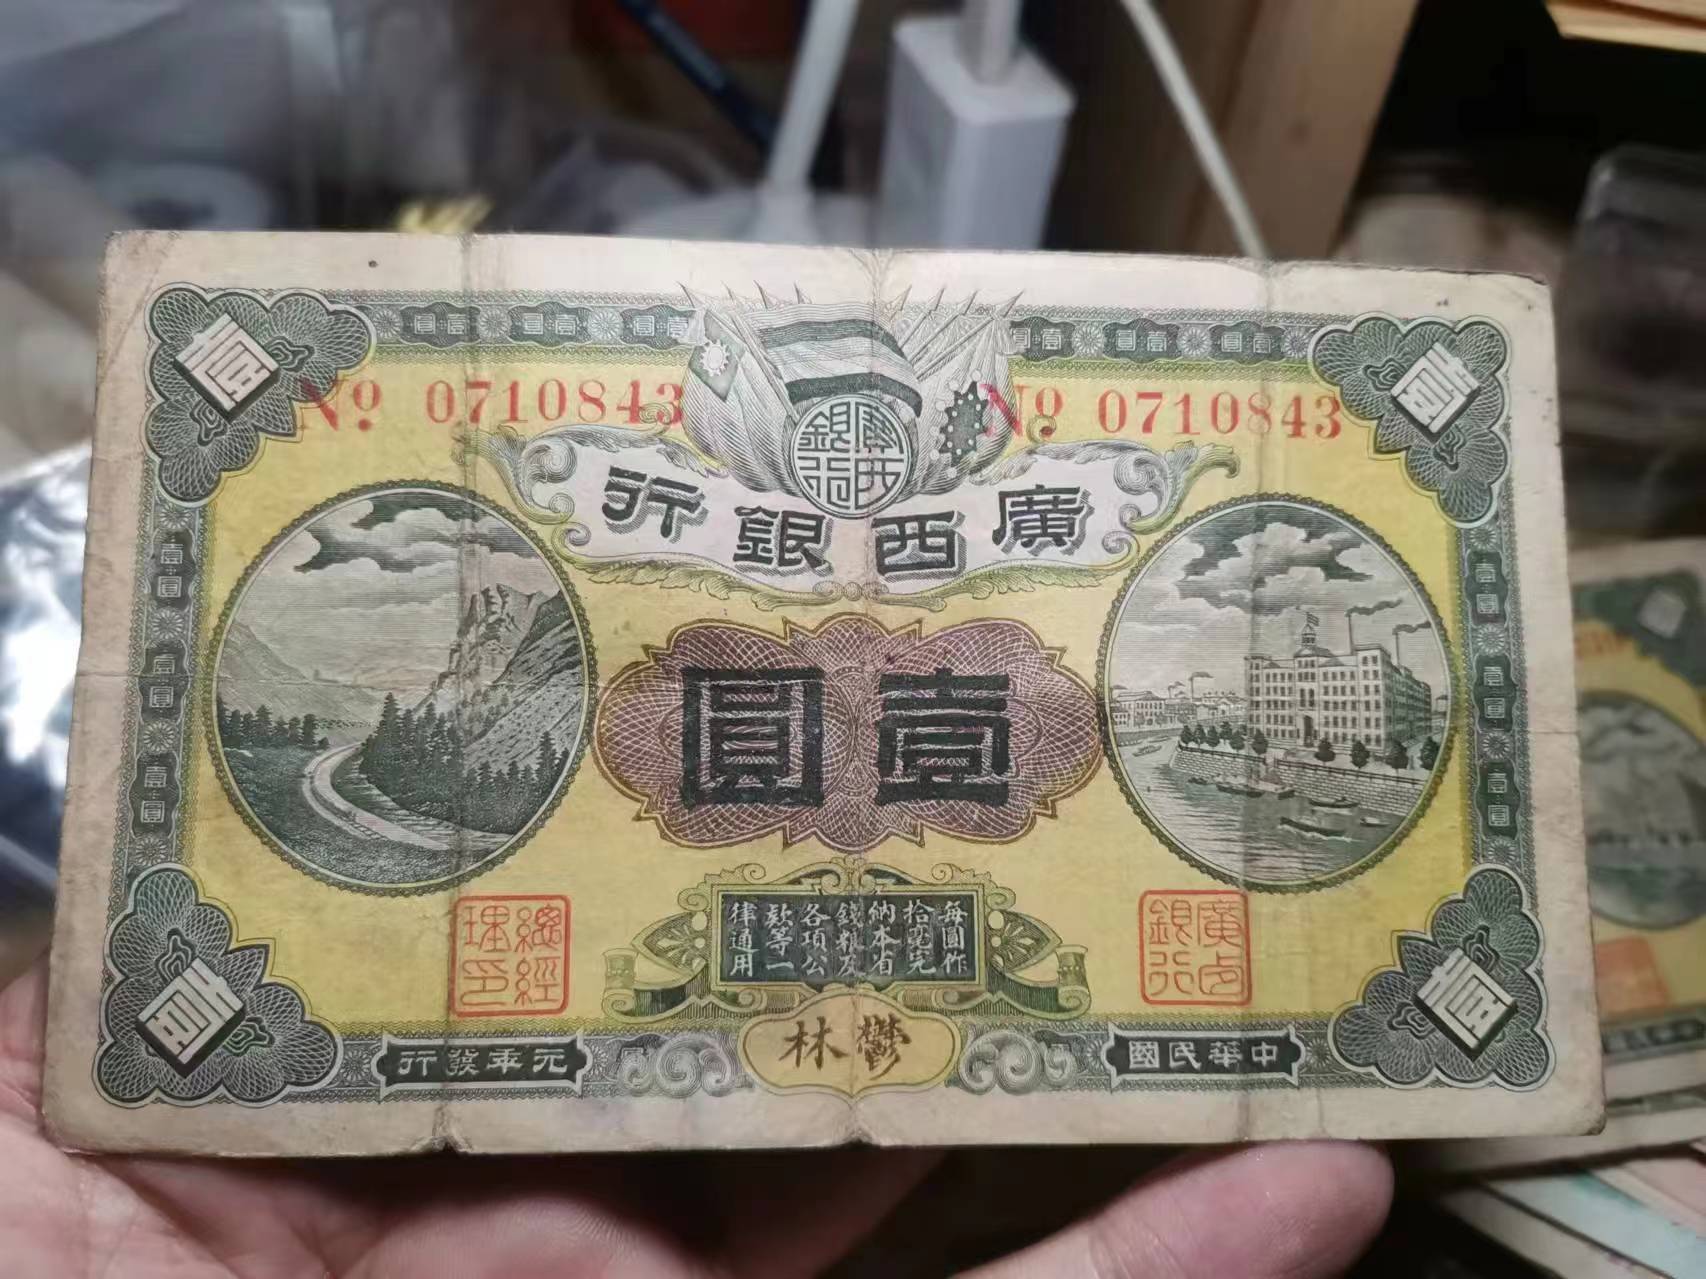 壹
壹
№ 0710843
№ 0710843
廣西銀行
廣西銀行
壹圓
每圓作
拾毫完
納本省
錢粮及
各項公
欵等一
律通用
廣西銀行
總經理印
壹
壹
鬱林
中華民國
元年發行